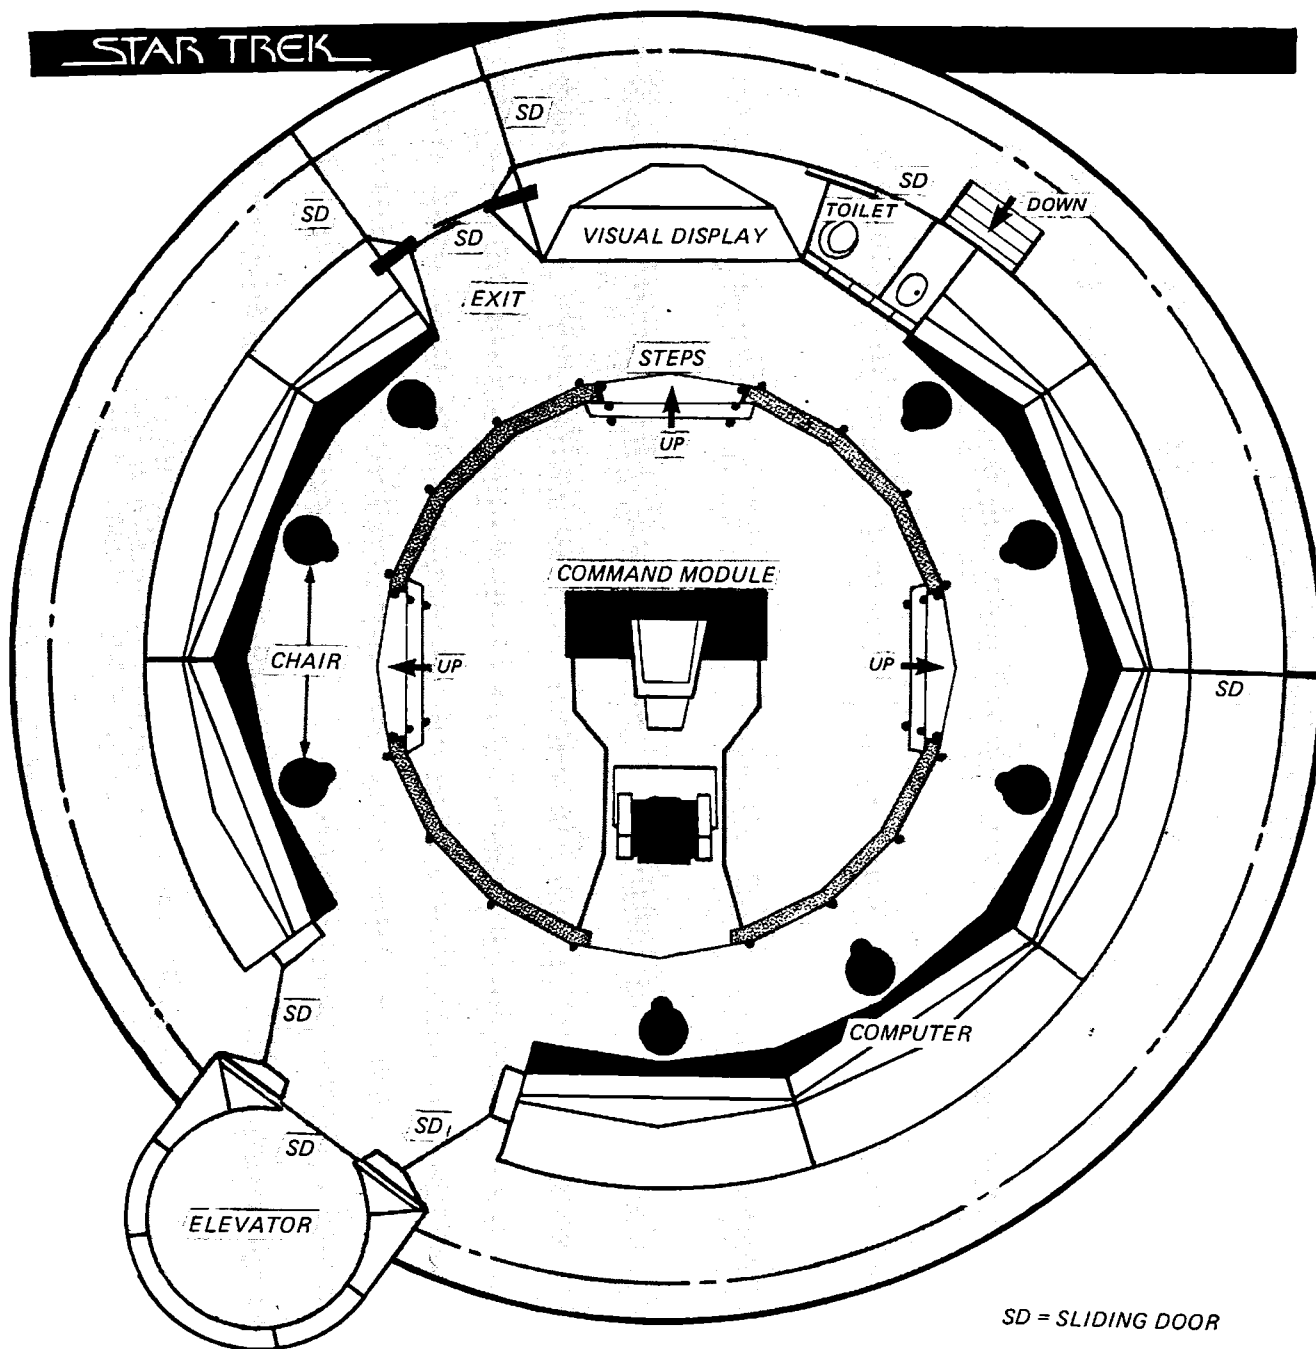 STAR TREK
SD
SD
SD
SD
TOILET
DOWN
VISUAL DISPLAY
EXIT
STEPS
UP
COMMAND MODULE
CHAIR
UP
UP
SD
SD
COMPUTER
SD
SD
ELEVATOR
SD = SLIDING DOOR